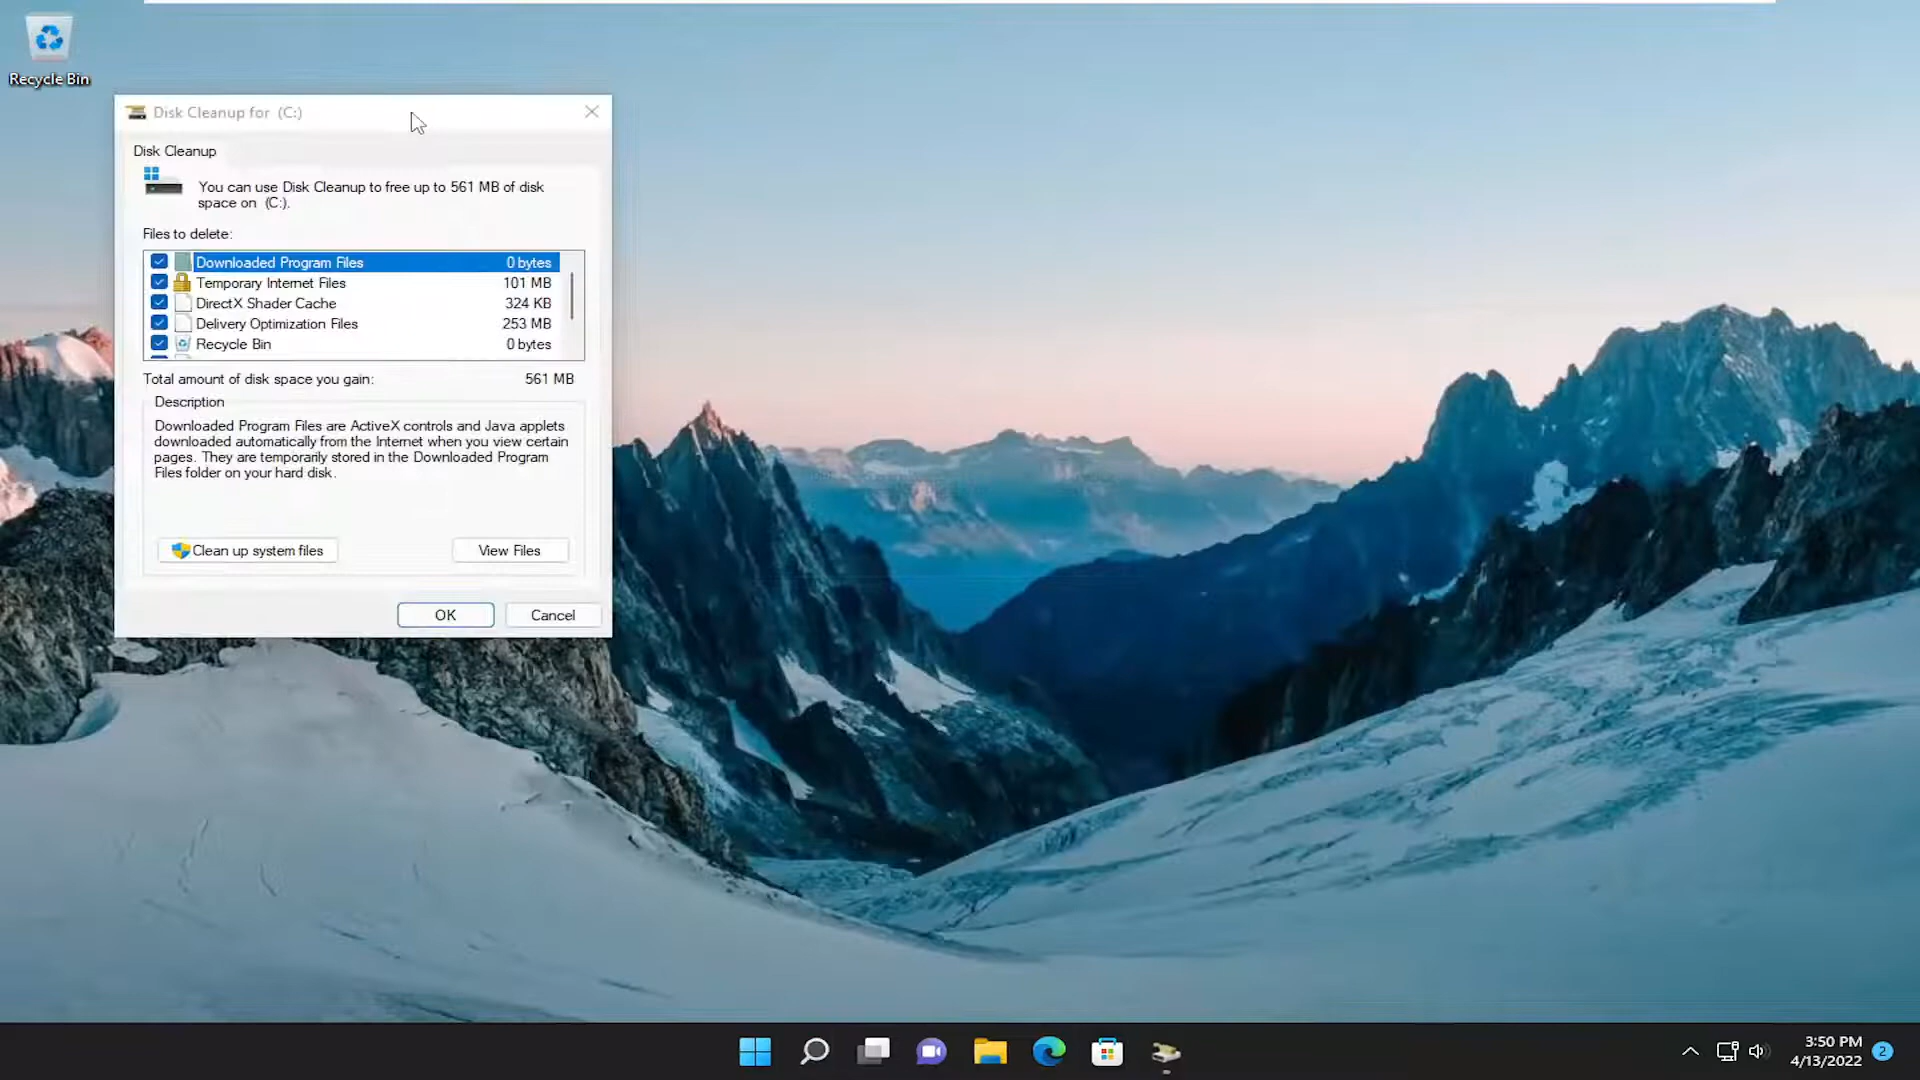 Recycle Bin
Disk Cleanup for  (C:)
Disk Cleanup
You can use Disk Cleanup to free up to 561 MB of disk
space on  (C:).
Files to delete:
Downloaded Program Files 0 bytes
Temporary Internet Files 101 MB
DirectX Shader Cache 324 KB
Delivery Optimization Files 253 MB
Recycle Bin 0 bytes
Total amount of disk space you gain: 561 MB
Description
Downloaded Program Files are ActiveX controls and Java applets
downloaded automatically from the Internet when you view certain
pages. They are temporarily stored in the Downloaded Program
Files folder on your hard disk.
Clean up system files View Files
OK Cancel
3:50 PM
4/13/2022 2